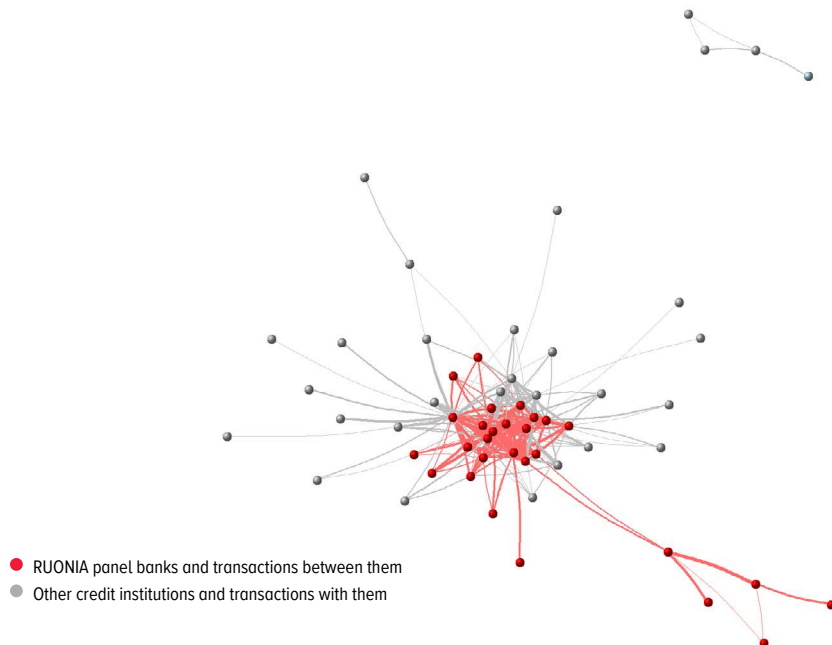 RUONIA panel banks and transactions between them
Other credit institutions and transactions with them